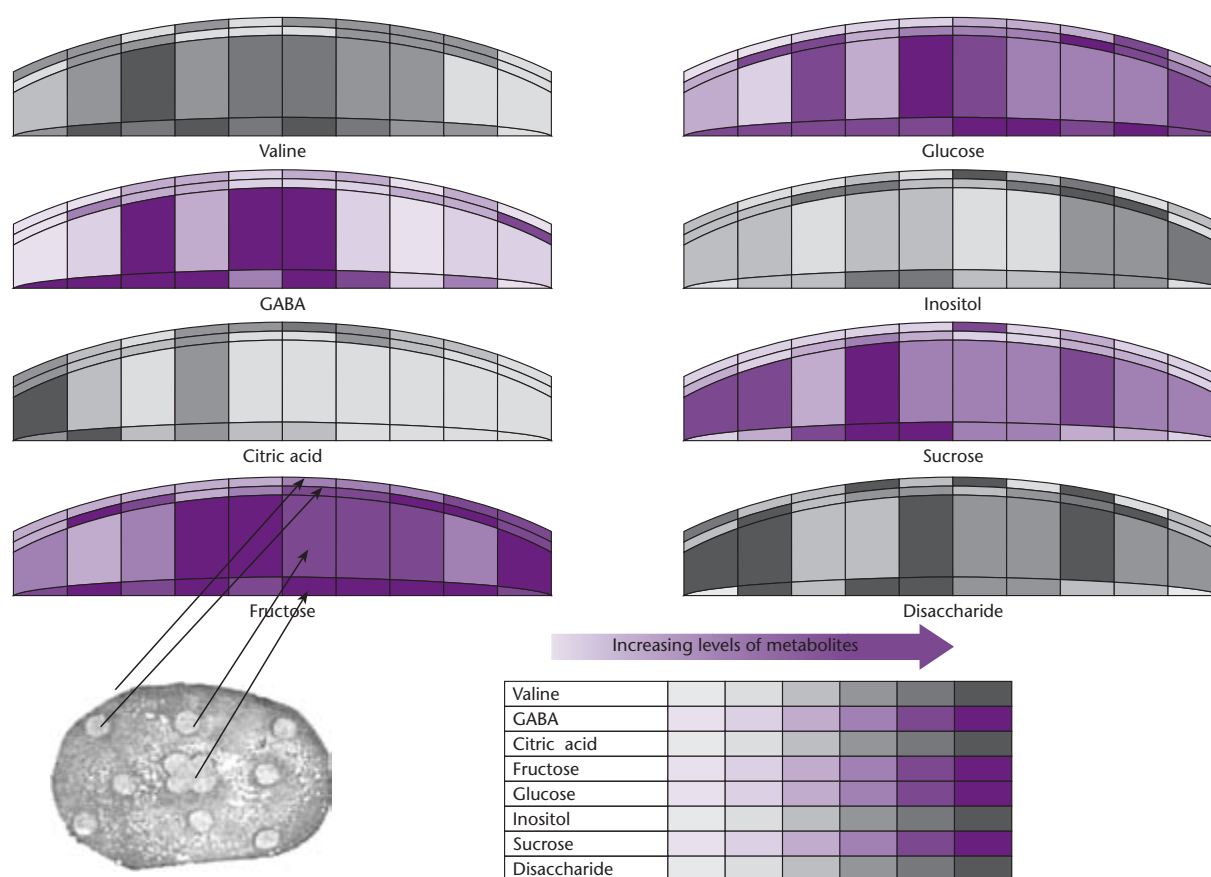 Valine
Glucose
GABA
Inositol
Citric acid
Sucrose
Fructose
Disaccharide
Increasing levels of metabolites
Valine
GABA
Citric acid
Fructose
Glucose
Inositol
Sucrose
Disaccharide